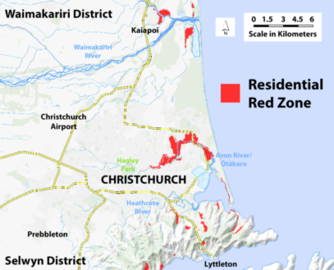 Waimakariri District
Kaiapoi
0 1.5 3 4.5 6
Scale in Kilometers
N
Waimakariri
River
Residential
Red Zone
Christchurch
Airport
Avon River/
Ōtākaro
Hagley
Park
CHRISTCHURCH
Heathcote
River
Prebbleton
Selwyn District
Lyttleton